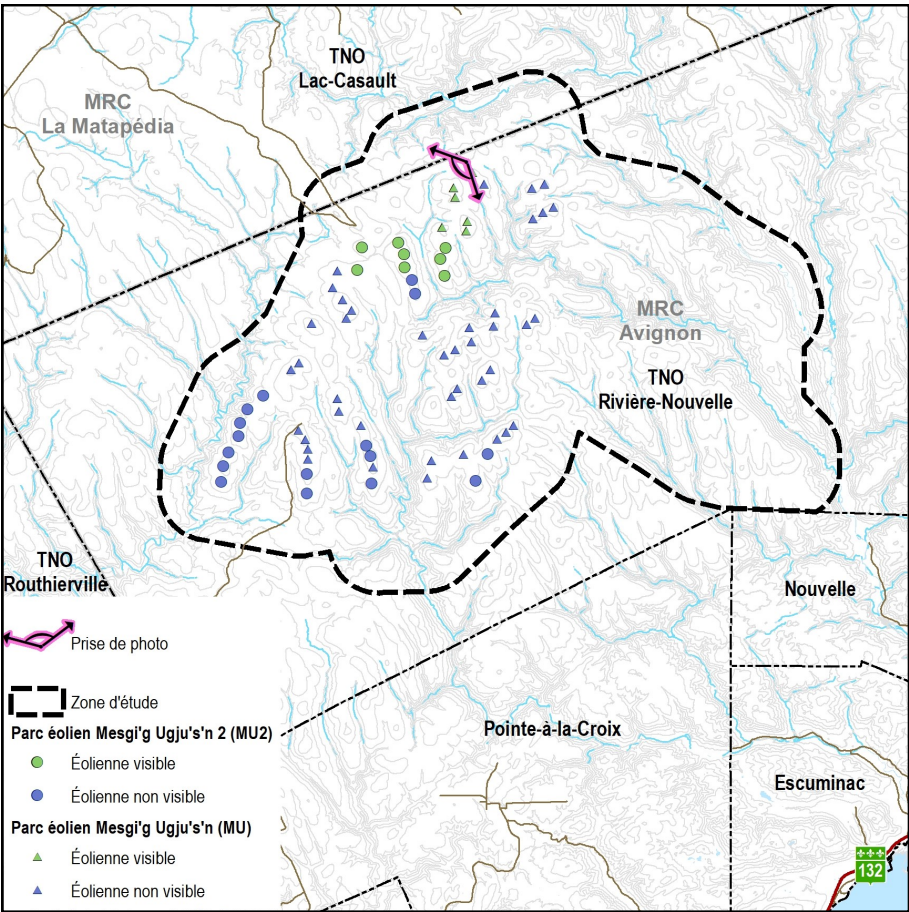 TNO
Lac-Casault
MRC
La Matapédia
MRC
Avignon
TNO
Rivière-Nouvelle
TNO
Routhierville
Nouvelle
Pointe-à-la-Croix
Escuminac
132
Prise de photo
Zone d'étude
Parc éolien Mesgi'g Ugju's'n 2 (MU2)
Éolienne visible
Éolienne non visible
Parc éolien Mesgi'g Ugju's'n (MU)
Éolienne visible
Éolienne non visible